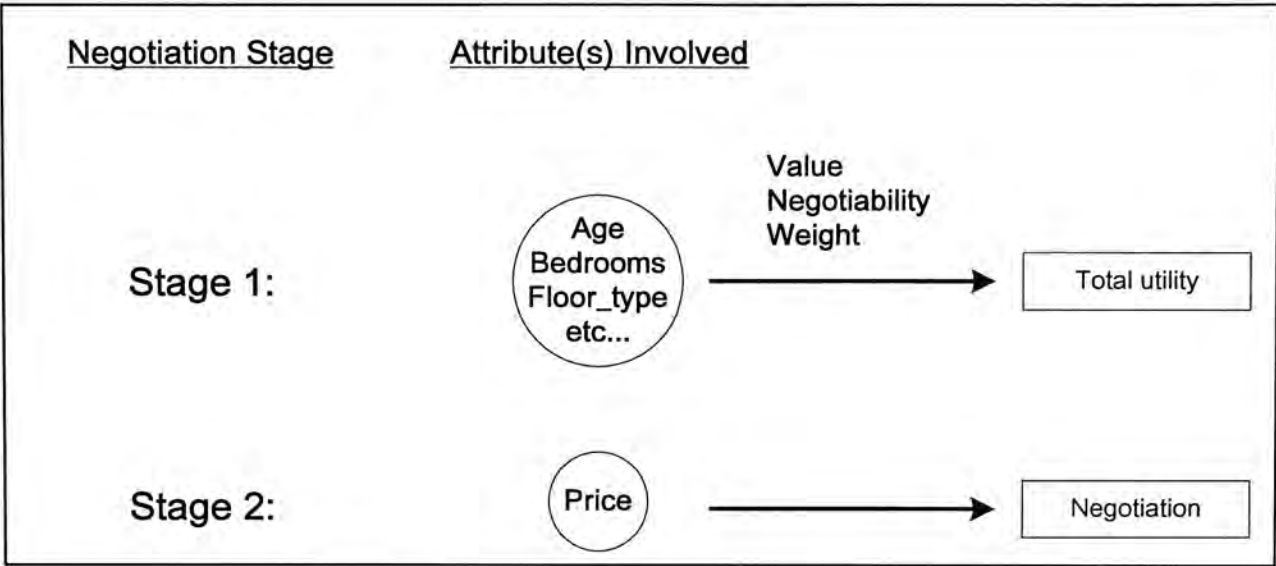 Negotiation Stage
Attribute(s) Involved
Value
Negotiability
Weight
Stage 1:
Age
Bedrooms
Floor_type
etc...
Total utility
Stage 2:
Price
Negotiation